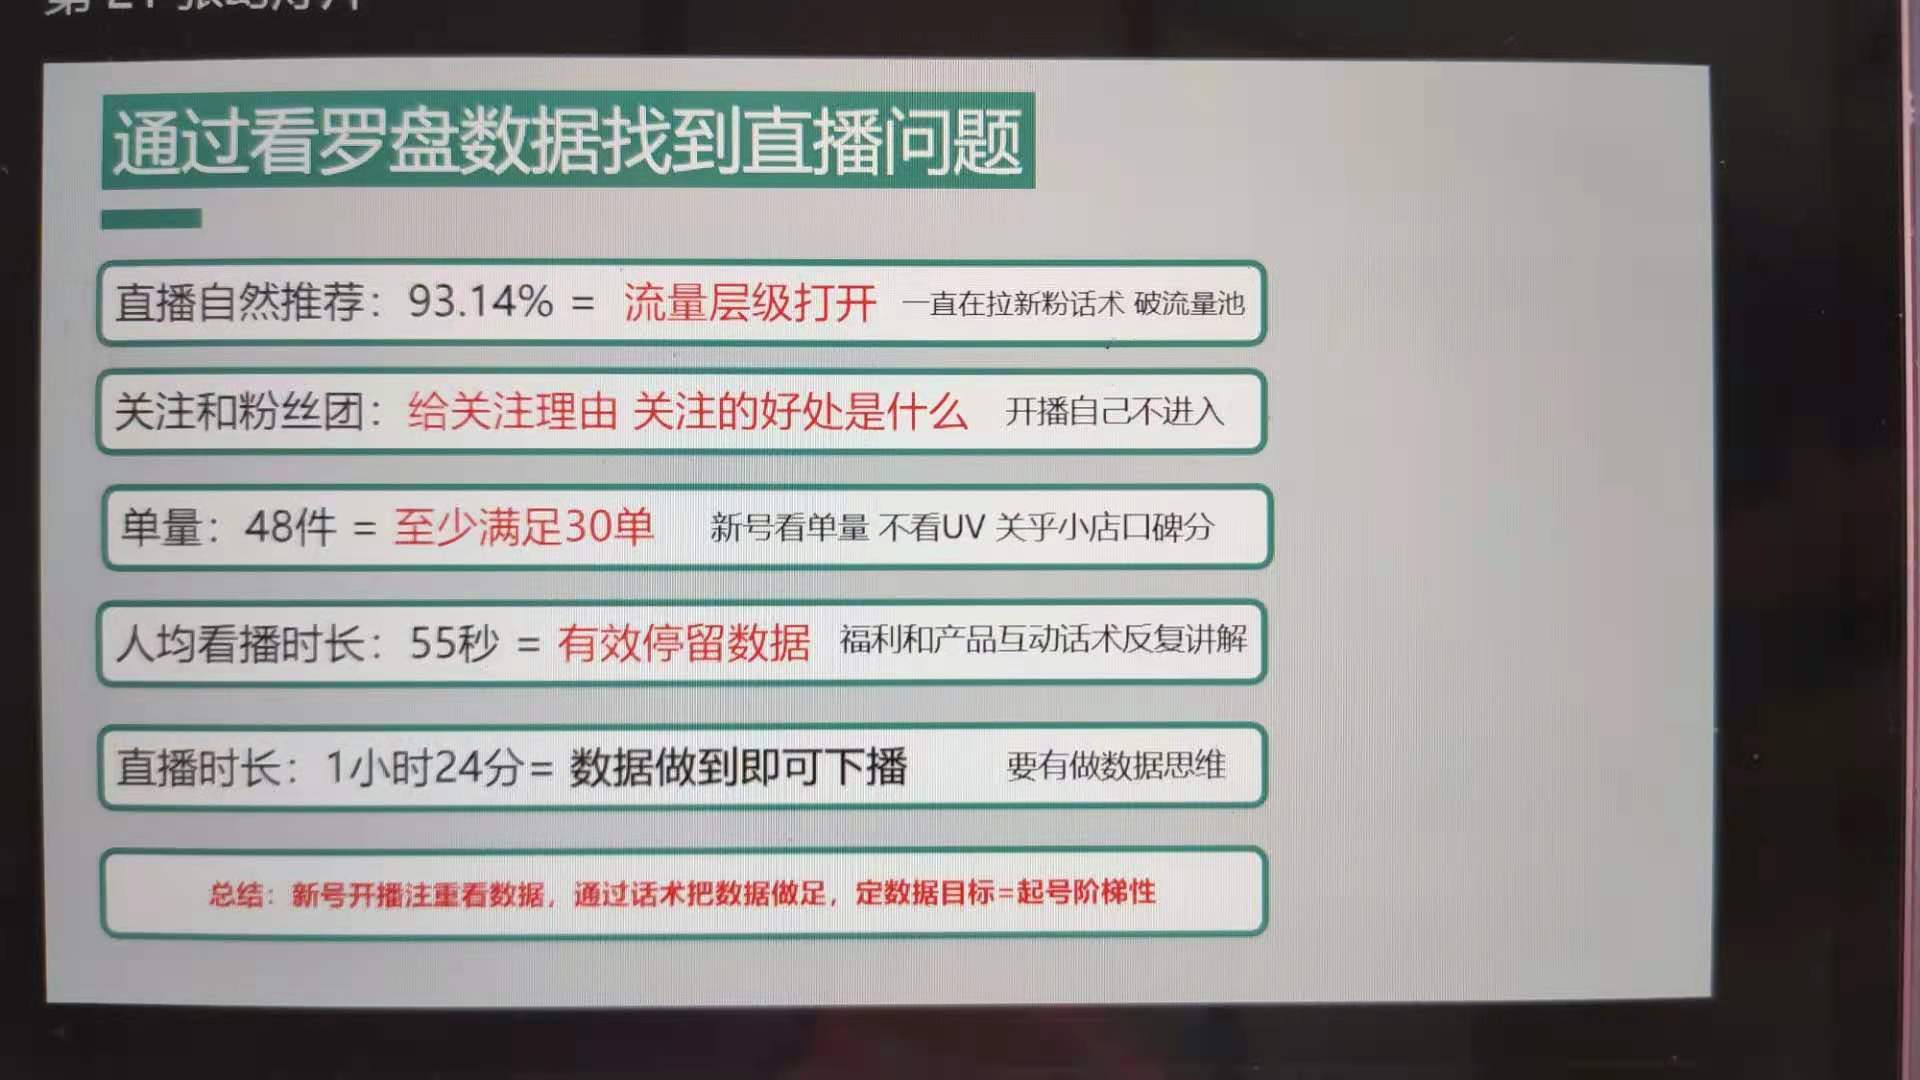 通过看罗盘数据找到直播问题
直播自然推荐：93.14% = 流量层级打开 一直在拉新粉话术 破流量池
关注和粉丝团：给关注理由 关注的好处是什么 开播自己不进入
单量：48件 = 至少满足30单 新号看单量 不看UV 关乎小店口碑分
人均看播时长：55秒 = 有效停留数据 福利和产品互动话术反复讲解
直播时长：1小时24分= 数据做到即可下播 要有做数据思维
总结：新号开播注重看数据，通过话术把数据做足，定数据目标=起号阶梯性